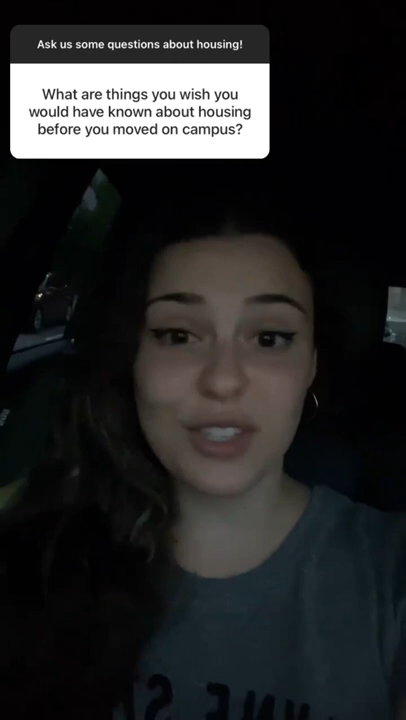 Ask us some questions about housing!
What are things you wish you
would have known about housing
before you moved on campus?